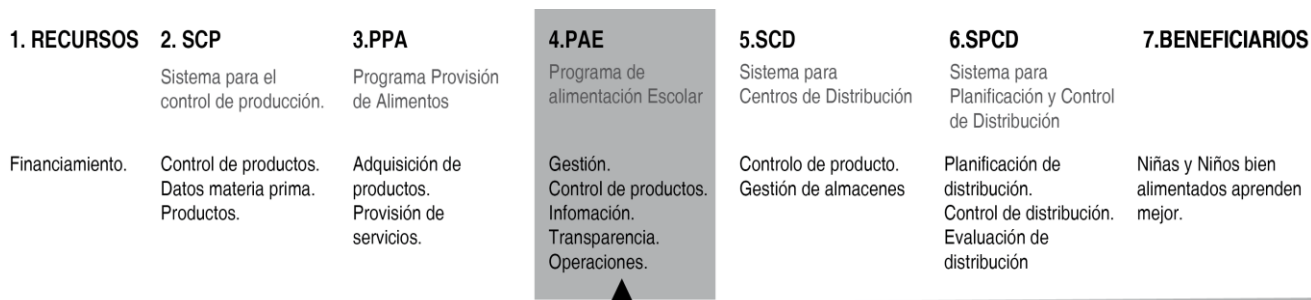 1. RECURSOS
Financiamiento.
2. SCP
Sistema para el
control de producción.
Control de productos.
Datos materia prima.
Productos.
3.PPA
Programa Provisión
de Alimentos
Adquisición de
productos.
Provisión de
servicios.
4.PAE
Programa de
alimentación Escolar
Gestión.
Control de productos.
Infomación.
Transparencia.
Operaciones.
5.SCD
Sistema para
Centros de Distribución
Controlo de producto.
Gestión de almacenes
6.SPCD
Sistema para
Planificación y Control
de Distribución
Planificación de
distribución.
Control de distribución.
Evaluación de
distribución
7.BENEFICIARIOS
Niñas y Niños bien
alimentados aprenden
mejor.